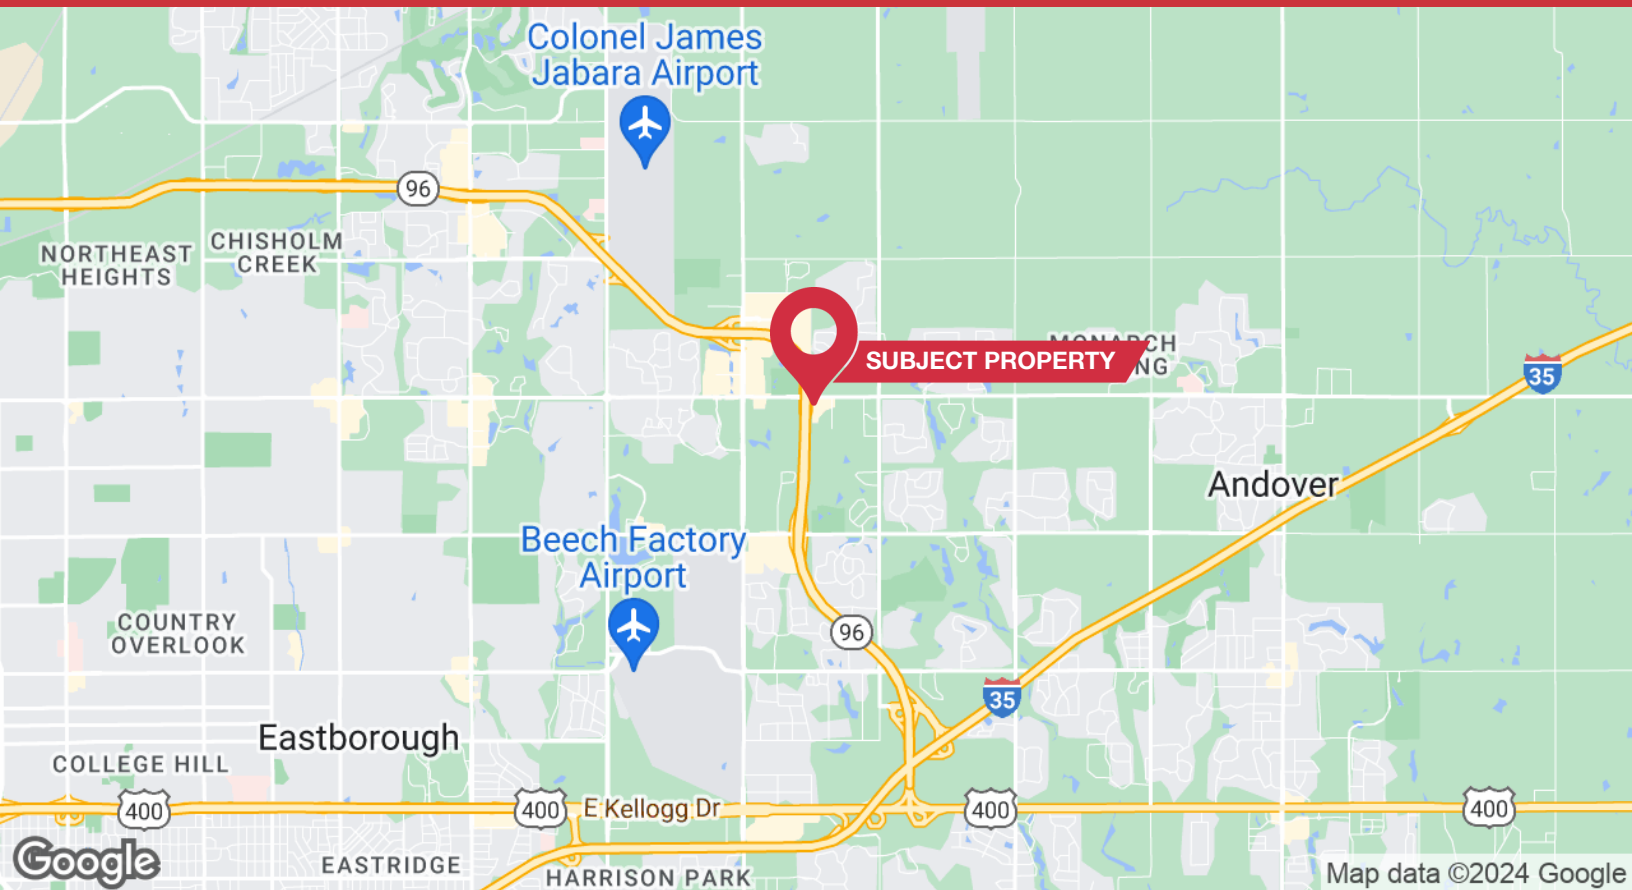 Colonel James
Jabara Airport
96
NORTHEAST
HEIGHTS
CHISHOLM
CREEK
SUBJECT PROPERTY
35
Andover
Beech Factory
Airport
COUNTRY
OVERLOOK
96
35
Eastborough
COLLEGE HILL
400
400
E Kellogg Dr
400
400
Google
EASTRIDGE
HARRISON PARK
Map data ©2024 Google